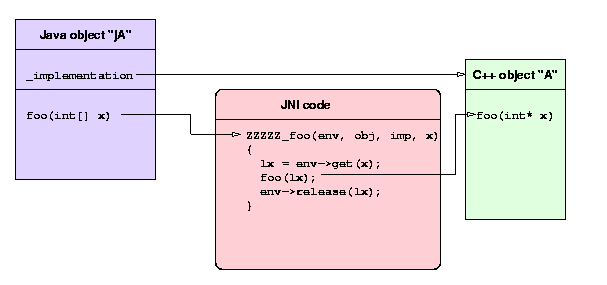 Java object "jA"
_implementation
foo(int[] x)
JNI code
ZZZZZ_foo(env, obj, imp, x)
{
lx = env->get(x);
foo(lx);
env->release(lx);
}
C++ object "A"
foo(int* x)